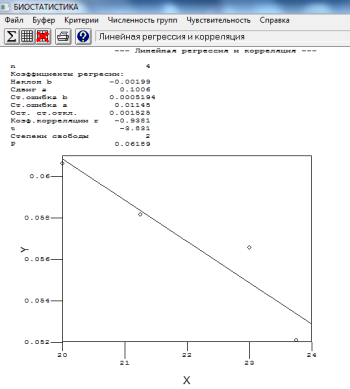 БИОСТАТИСТИКА
Файл Буфер Критерии Численность групп Чувствительность Справка
Линейная регрессия и корреляция
--- Линейная регрессия и корреляция ---
n 4
Коэффициенты регрессии:
Наклон b -0.00199
Сдвиг a 0.1006
Ст.ошибка b 0.0005194
Ст.ошибка a 0.01145
Ост. ст.откл. 0.001528
Коэф.корреляции r -0.9381
t -3.831
Степени свободы 2
P 0.06189
0.06
0.058
0.056
0.054
0.052
Y
20 21 22 23 24
X